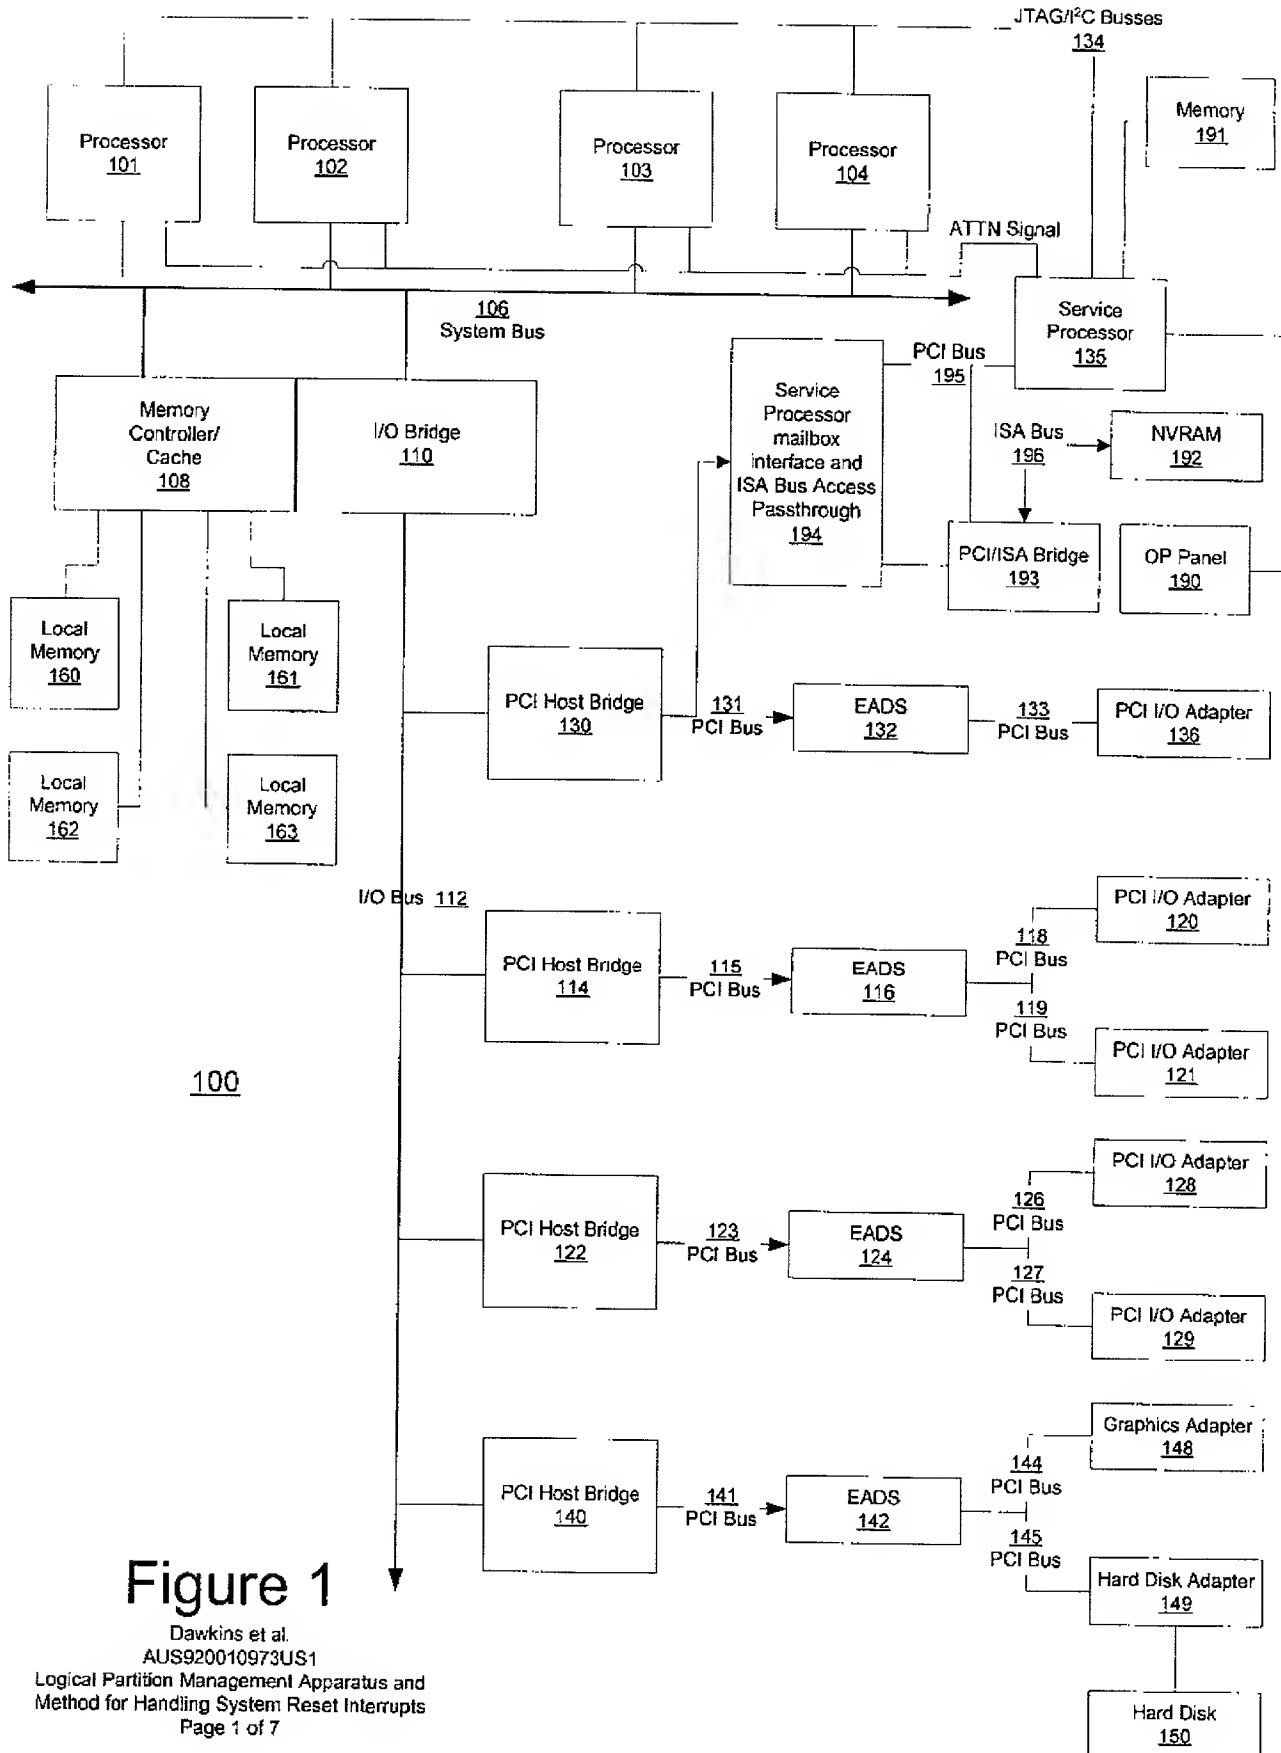 JTAG/I²C Busses
134
Processor
101
Processor
102
Processor
103
Processor
104
Memory
191
ATTN Signal
106
System Bus
Service
Processor
135
PCI Bus
195
Memory
Controller/
Cache
108
I/O Bridge
110
Service
Processor
mailbox
interface and
ISA Bus Access
Passthrough
194
ISA Bus
196
NVRAM
192
PCI/ISA Bridge
193
OP Panel
190
Local
Memory
160
Local
Memory
161
Local
Memory
162
Local
Memory
163
PCI Host Bridge
130
131
PCI Bus
EADS
132
133
PCI Bus
PCI I/O Adapter
136
I/O Bus 112
PCI Host Bridge
114
115
PCI Bus
EADS
116
118
PCI Bus
119
PCI Bus
PCI I/O Adapter
120
PCI I/O Adapter
121
100
PCI Host Bridge
122
123
PCI Bus
EADS
124
126
PCI Bus
127
PCI Bus
PCI I/O Adapter
128
PCI I/O Adapter
129
PCI Host Bridge
140
141
PCI Bus
EADS
142
144
PCI Bus
145
PCI Bus
Graphics Adapter
148
Hard Disk Adapter
149
Hard Disk
150
Figure 1
Dawkins et al.
AUS920010973US1
Logical Partition Management Apparatus and
Method for Handling System Reset Interrupts
Page 1 of 7